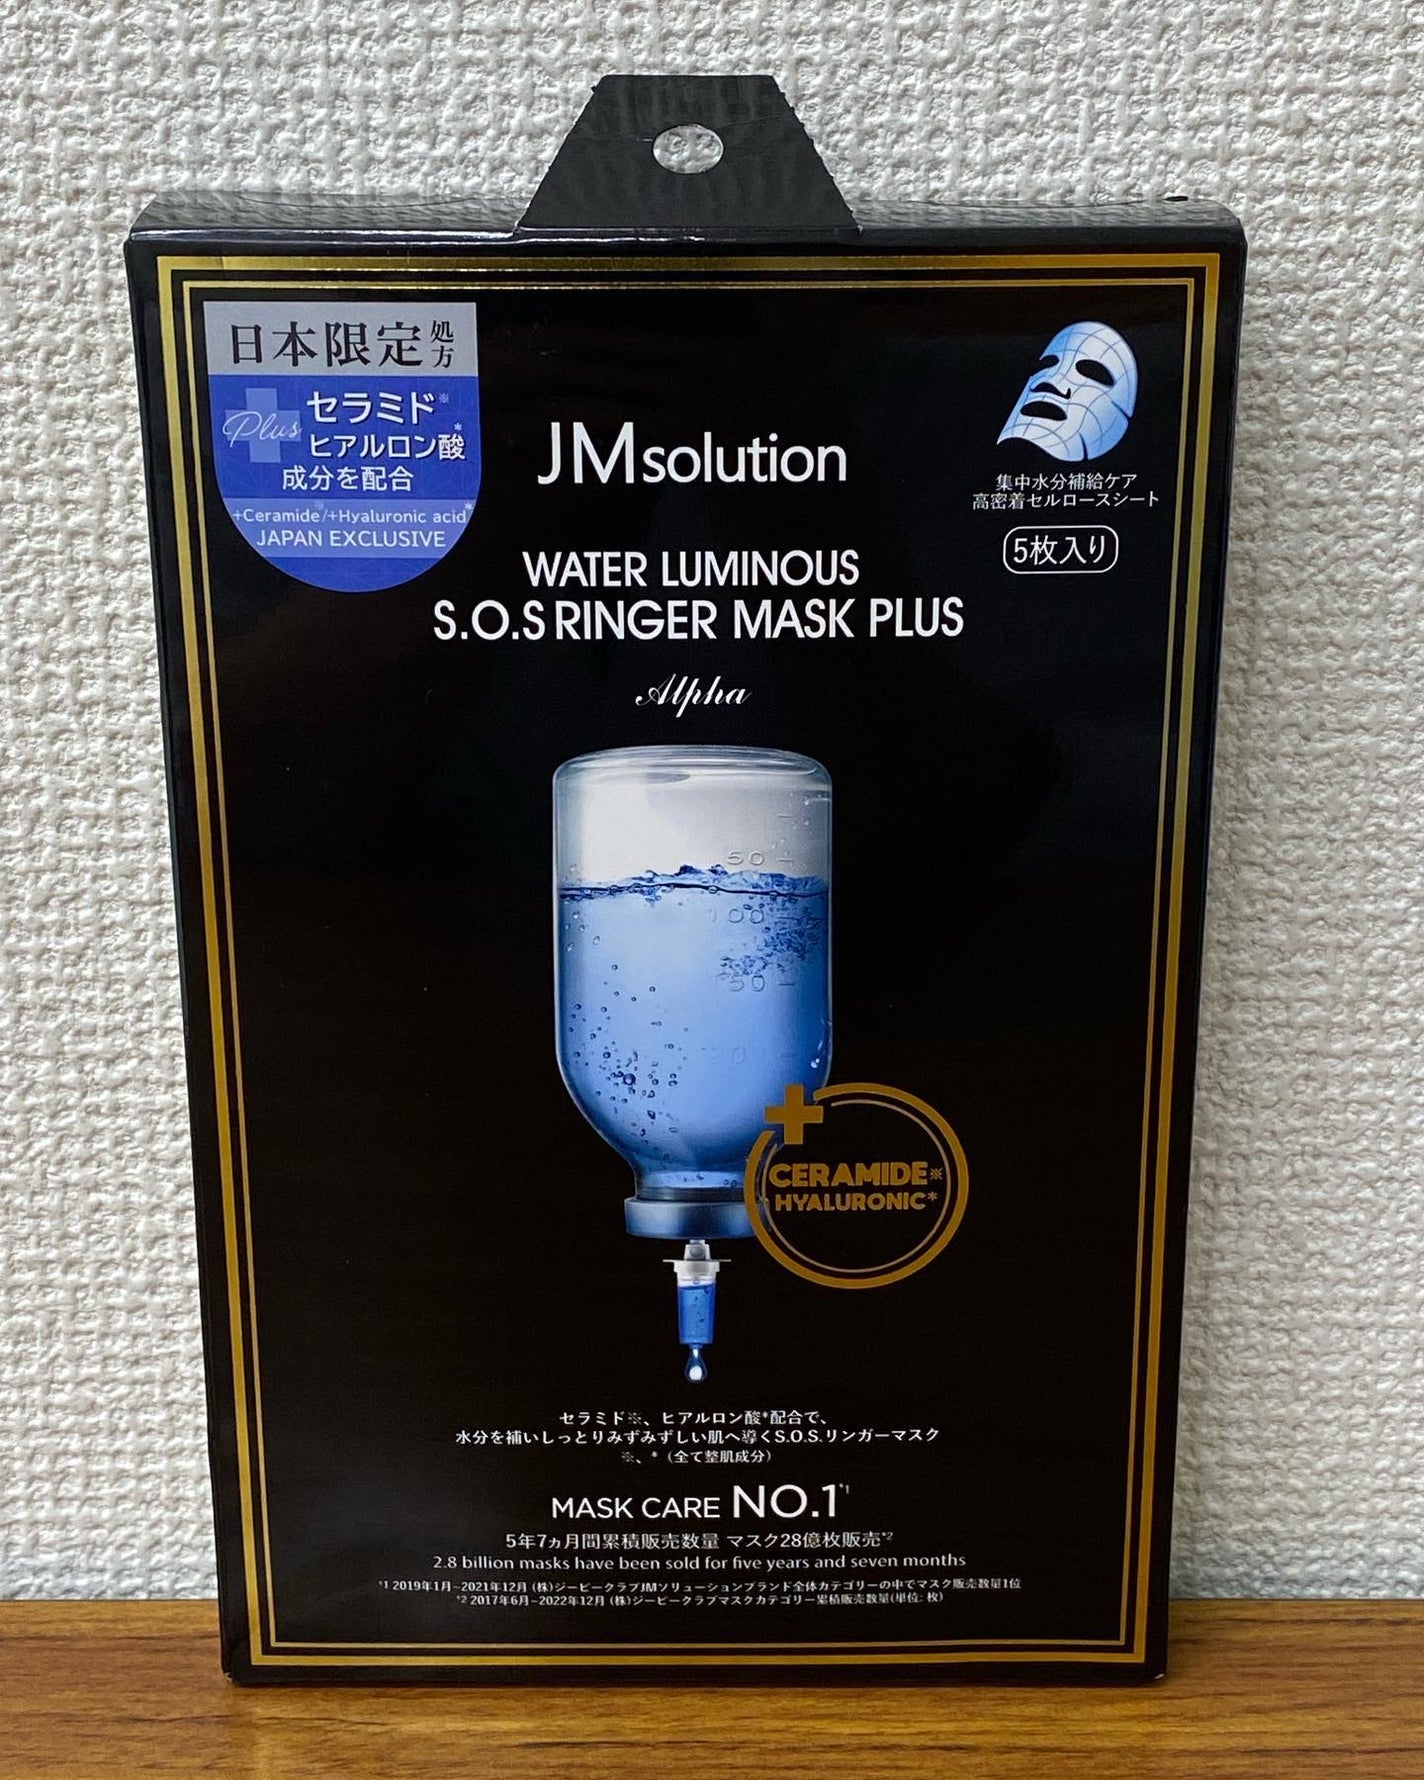 日本限定処方
Plus セラミド※
ヒアルロン酸*
成分を配合
+Ceramide※/+Hyaluronic acid*
JAPAN EXCLUSIVE
JMsolution
集中水分補給ケア
高密着セルロースシート
5枚入り
WATER LUMINOUS
S.O.S RINGER MASK PLUS
Alpha
50
100
150
CERAMIDE※
HYALURONIC*
セラミド※、ヒアルロン酸*配合で、
水分を補いしっとりみずみずしい肌へ導くS.O.S.リンガーマスク
※、*（全て整肌成分）
MASK CARE NO.1*1
5年7ヵ月間累積販売数量 マスク28億枚販売*2
2.8 billion masks have been sold for five years and seven months
*1 2019年1月~2021年12月 (株)ジーピークラブJMソリューションブランド全体カテゴリーの中でマスク販売数量1位
*2 2017年6月~2022年12月 (株)ジーピークラブマスクカテゴリー累積販売数量(単位: 枚)